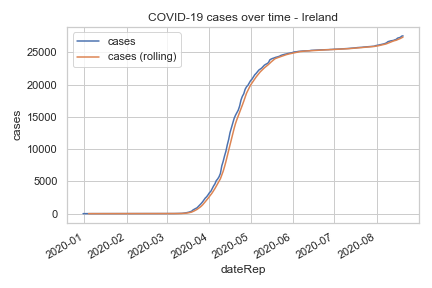 COVID-19 cases over time - Ireland
cases
cases (rolling)
25000
20000
15000
10000
5000
0
cases
2020-01
2020-02
2020-03
2020-04
2020-05
2020-06
2020-07
2020-08
dateRep